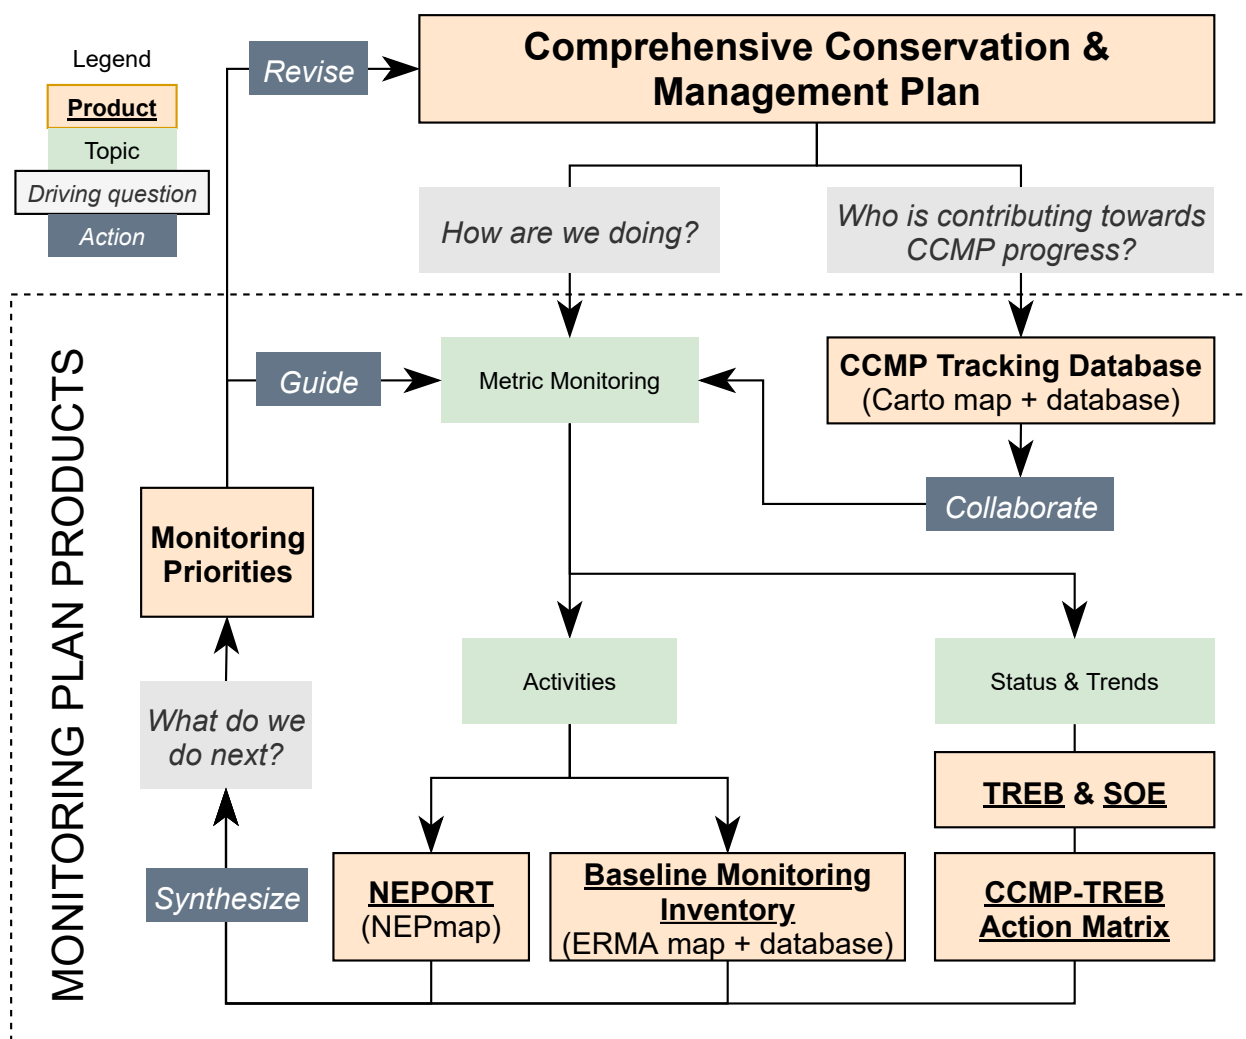 Legend
Product
Topic
Driving question
Action
Revise
Comprehensive Conservation &
Management Plan
How are we doing?
Who is contributing towards
CCMP progress?
MONITORING PLAN PRODUCTS
Guide
Metric Monitoring
CCMP Tracking Database
(Carto map + database)
Collaborate
Monitoring
Priorities
What do we
do next?
Synthesize
Activities
Status & Trends
TREB & SOE
NEPORT
(NEPmap)
Baseline Monitoring
Inventory
(ERMA map + database)
CCMP-TREB
Action Matrix